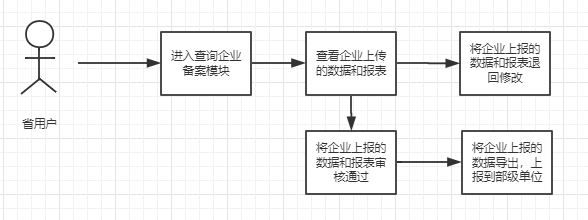 进入查询企业
备案模块
查看企业上传
的数据和报表
将企业上报的
数据和报表退
回修改
省用户
将企业上报的
数据和报表审
核通过
将企业上报的
数据导出，上
报到部级单位